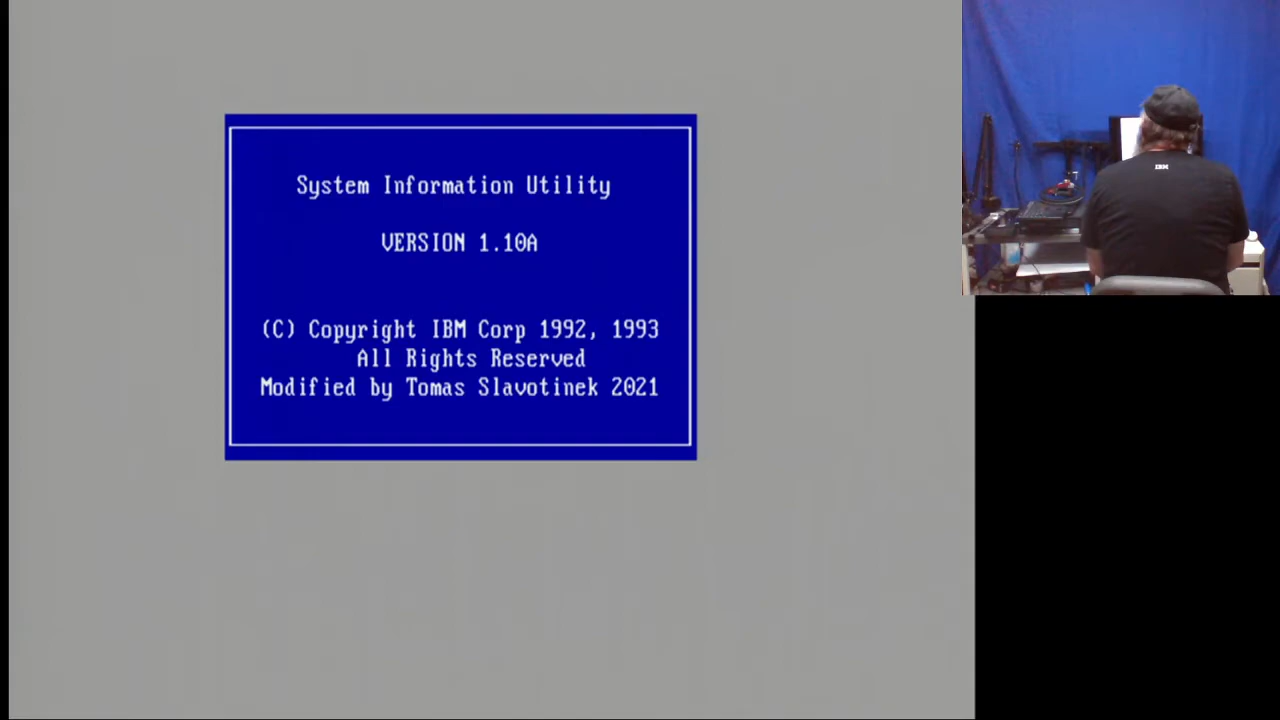 System Information Utility
VERSION 1.10A
(C) Copyright IBM Corp 1992, 1993
All Rights Reserved
Modified by Tomas Slavotinek 2021
IBM